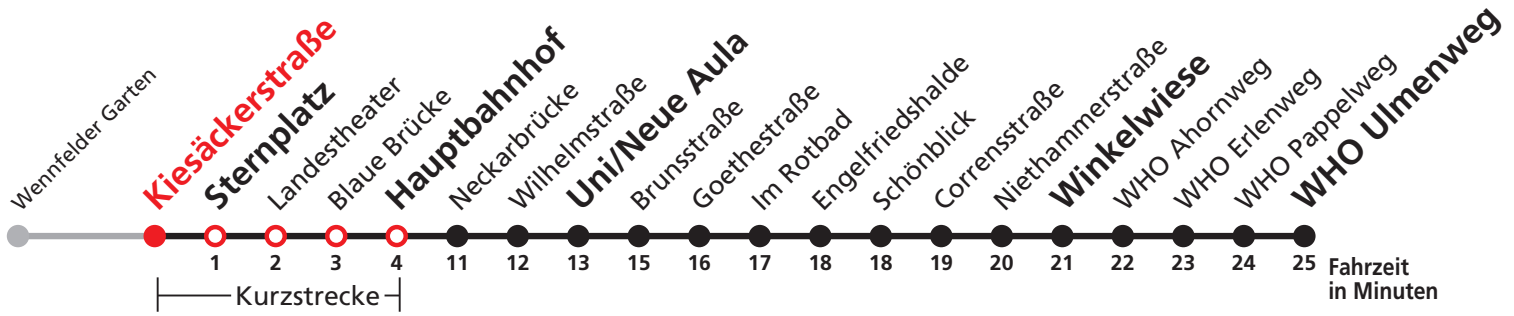 Wennfelder Garten
Kiesäckerstraße
Sternplatz
Landestheater
Blaue Brücke
Hauptbahnhof
Neckarbrücke
Wilhelmstraße
Uni/Neue Aula
Brunsstraße
Goethestraße
Im Rotbad
Engelfriedshalde
Schönblick
Corrensstraße
Niethammerstraße
Winkelwiese
WHO Ahornweg
WHO Erlenweg
WHO Pappelweg
WHO Ulmenweg
1 2 3 4 11 12 13 15 16 17 18 18 19 20 21 22 23 24 25
Fahrzeit
in Minuten
Kurzstrecke